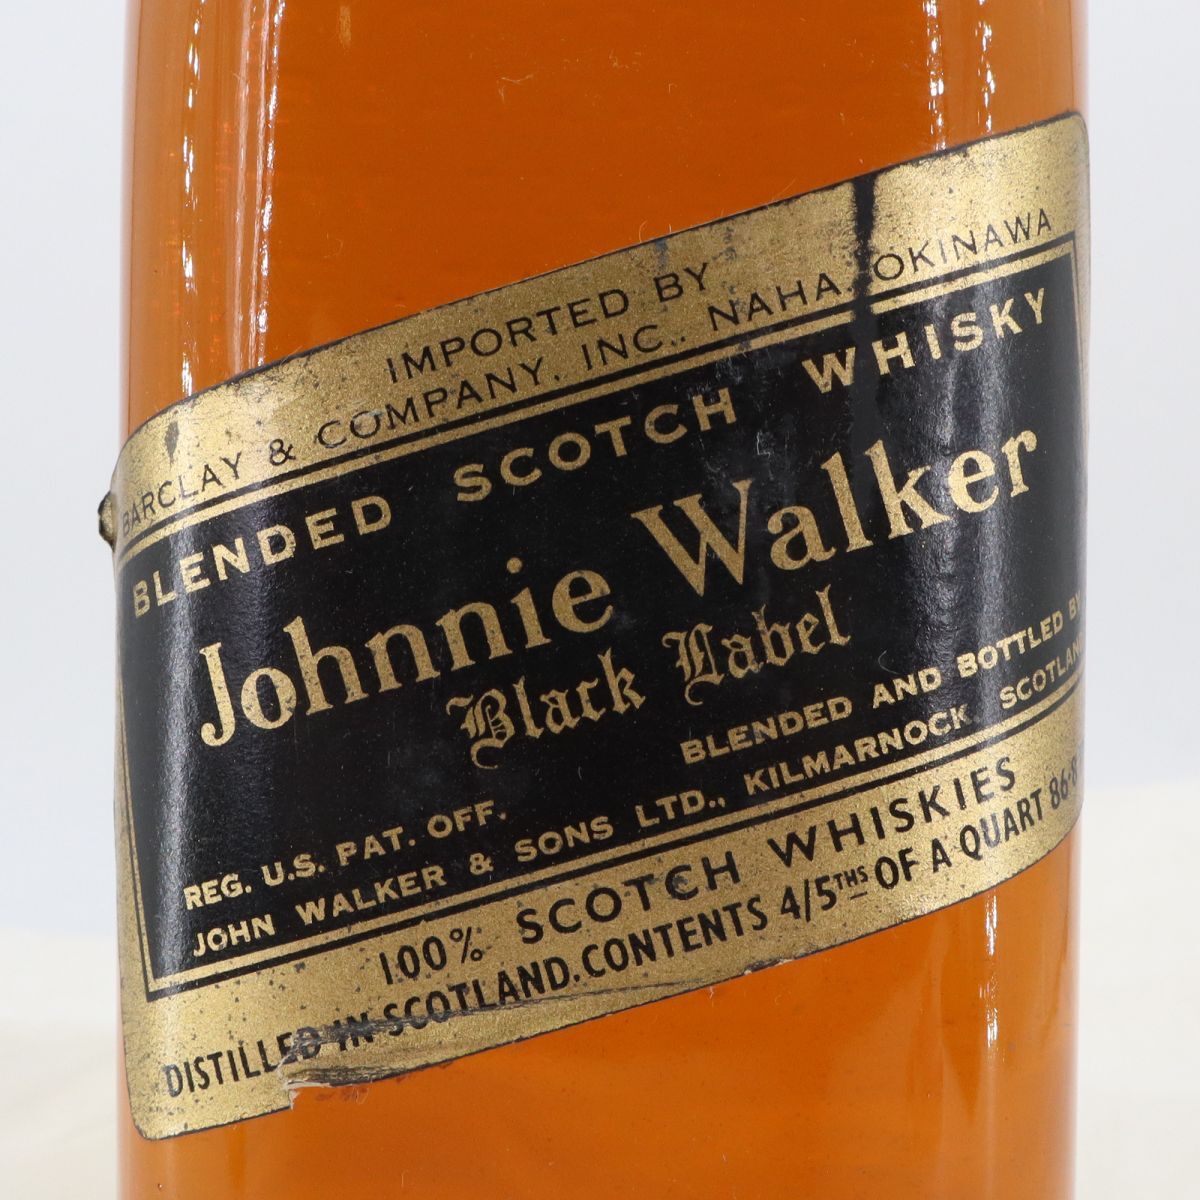 IMPORTED BY
BARCLAY & COMPANY, INC., NAHA, OKINAWA
BLENDED SCOTCH WHISKY
Johnnie Walker
Black Label
REG. U.S. PAT. OFF. BLENDED AND BOTTLED BY
JOHN WALKER & SONS LTD., KILMARNOCK, SCOTLAND
100% SCOTCH WHISKIES
DISTILLED IN SCOTLAND. CONTENTS 4/5THS OF A QUART